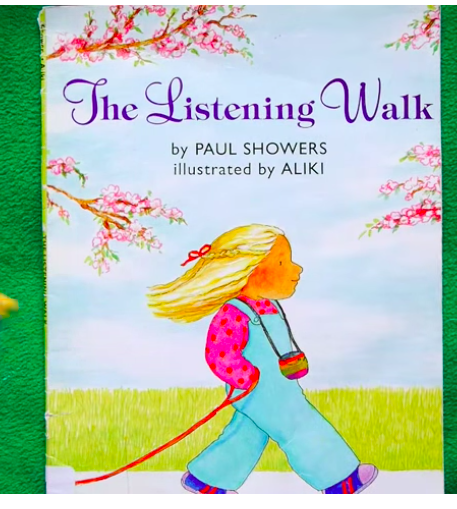 The Listening Walk
by PAUL SHOWERS
illustrated by ALIKI